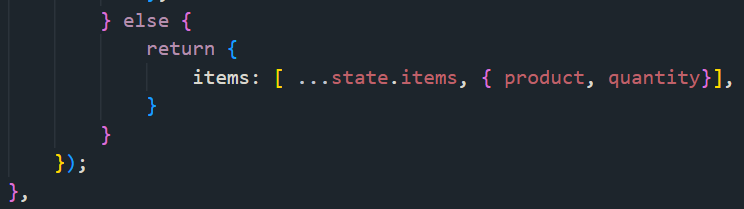 } else {
return {
items: [ ...state.items, { product, quantity}],
}
}
});
},